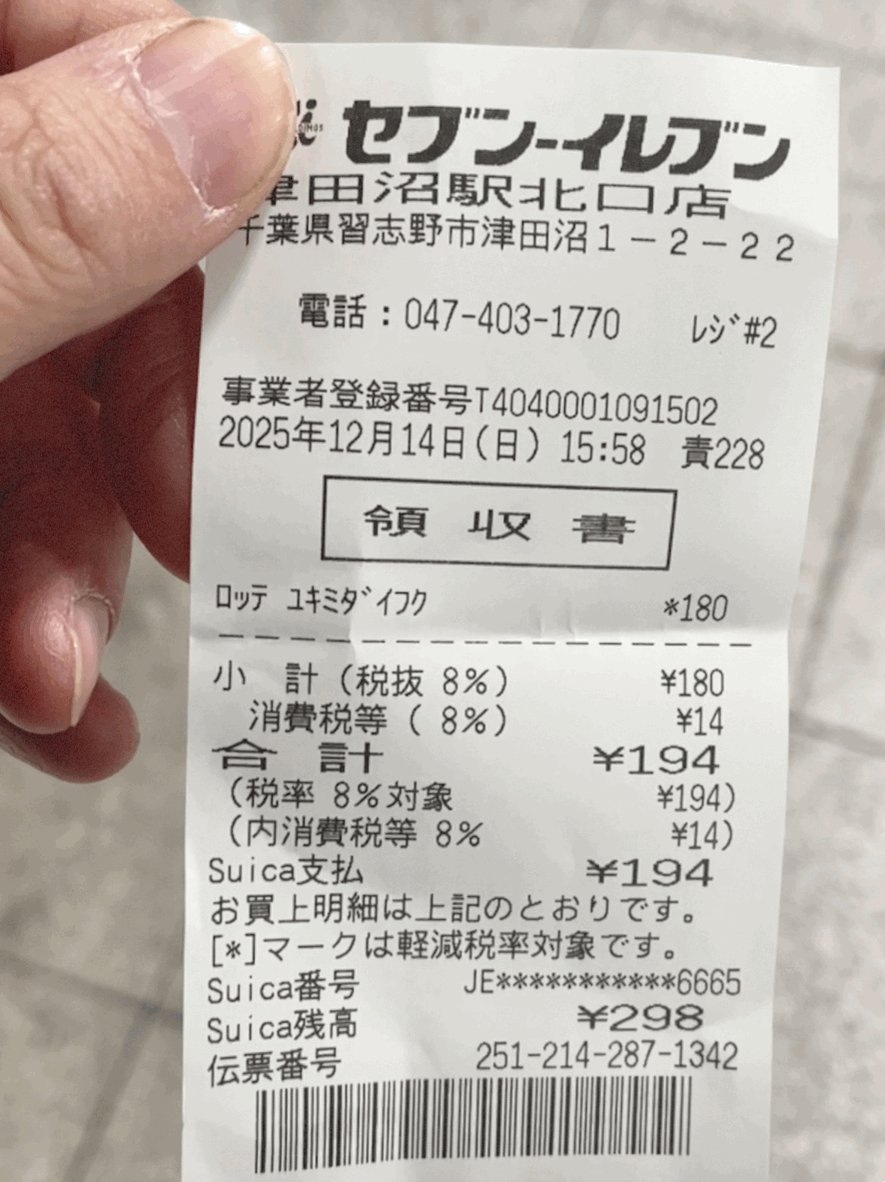 セブン-イレブン
津田沼駅北口店
千葉県習志野市津田沼1-2-22
電話:047-403-1770 レジ#2
事業者登録番号T4040001091502
2025年12月14日(日) 15:58 責228
領収書
ロッテ ユキミダイフク *180
小 計(税抜 8%) ¥180
消費税等( 8%) ¥14
合 計 ¥194
(税率 8%対象 ¥194)
(内消費税等 8% ¥14)
Suica支払 ¥194
お買上明細は上記のとおりです。
[*]マークは軽減税率対象です。
Suica番号 JE***********6665
Suica残高 ¥298
伝票番号 251-214-287-1342